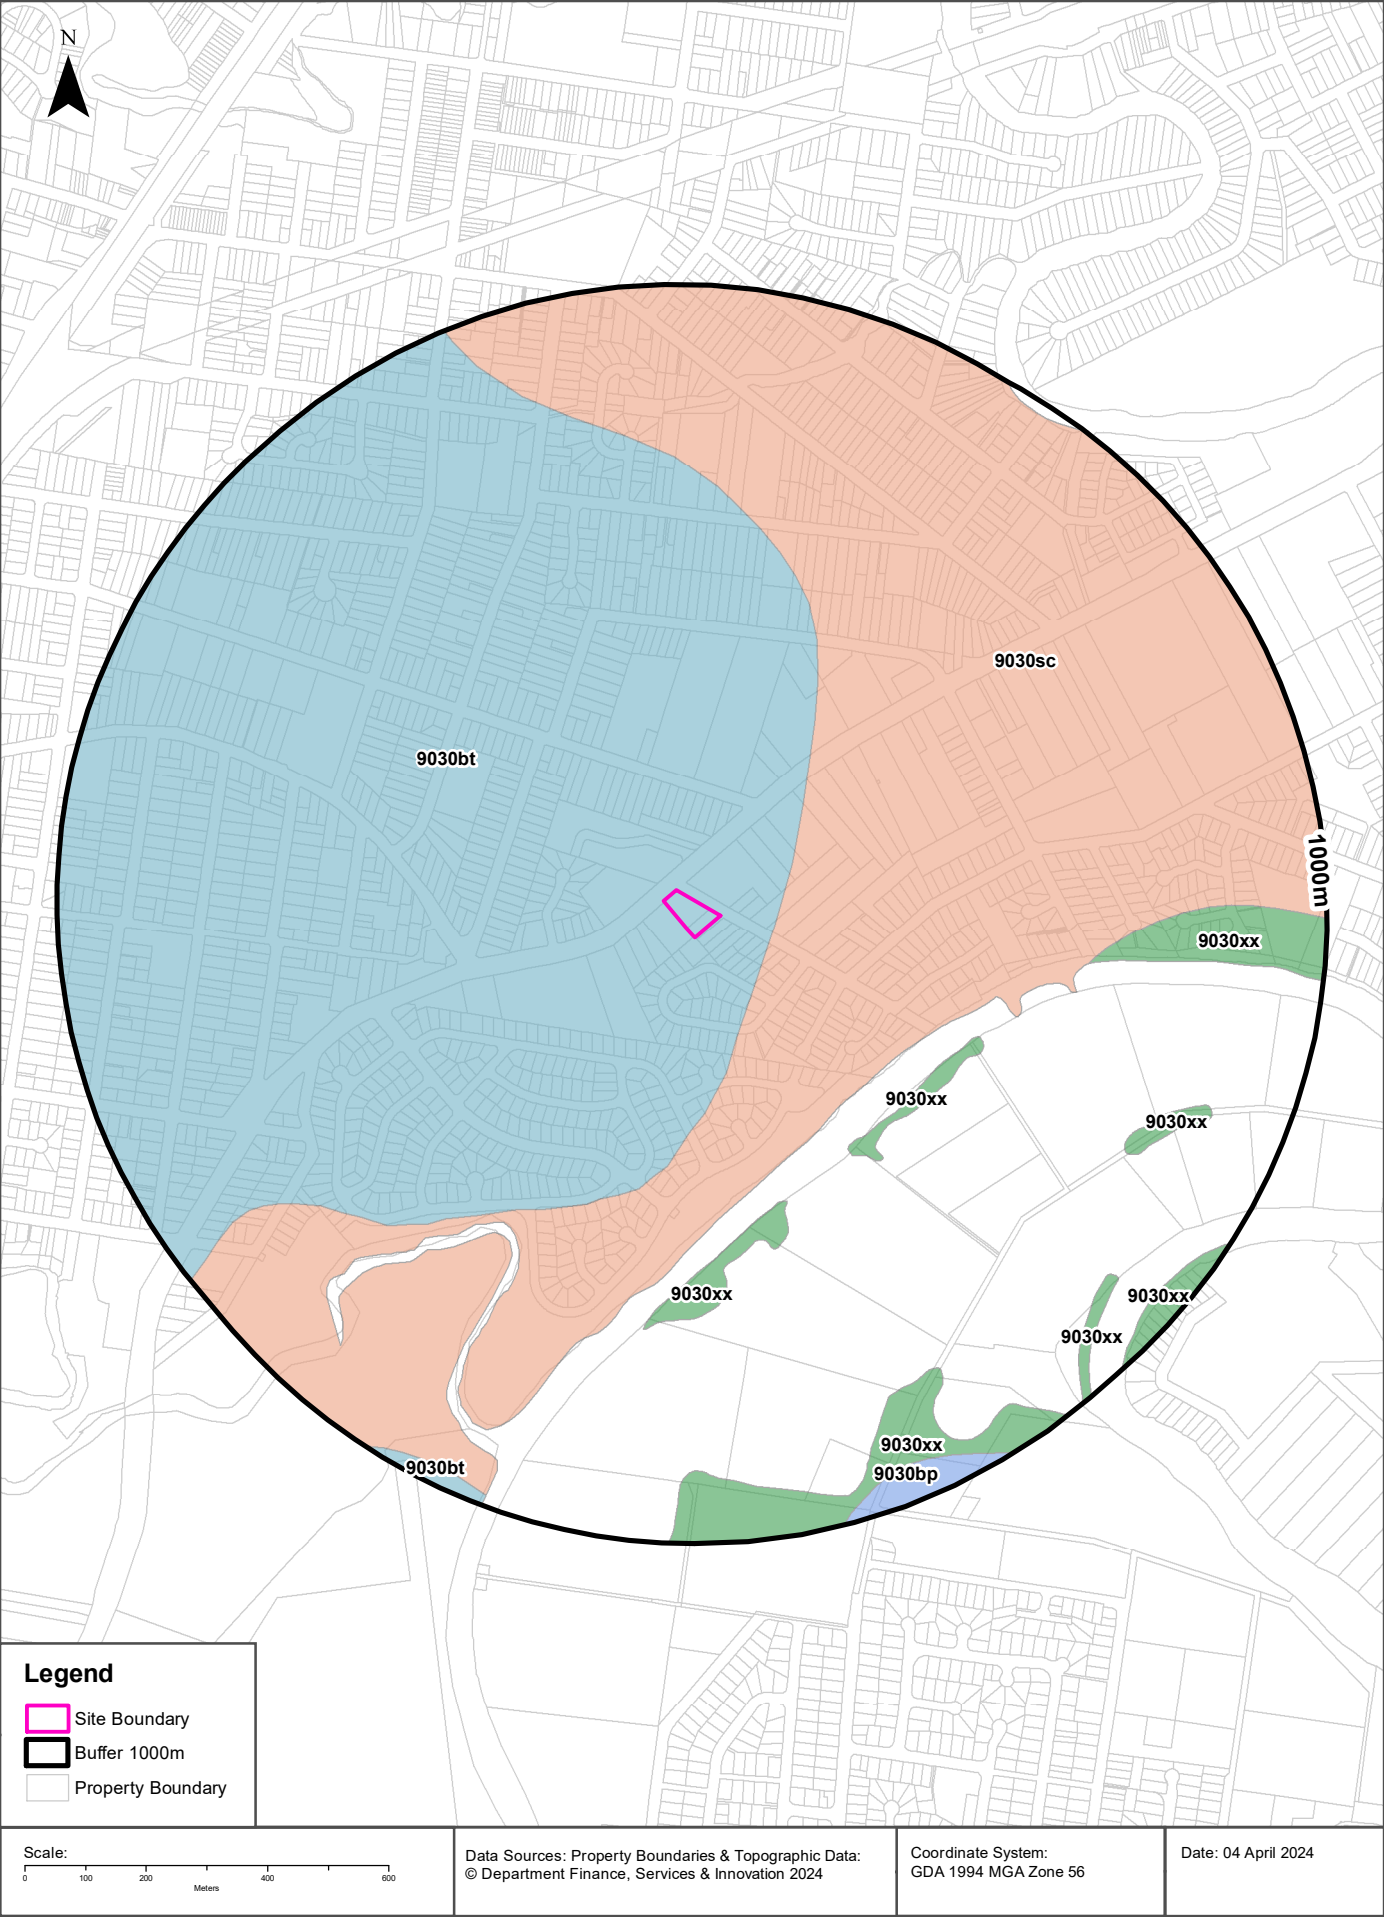 N
9030sc
9030bt
1000m
9030xx
9030xx
9030xx
9030xx
9030xx
9030xx
9030xx
9030bt
9030bp
Legend
Site Boundary
Buffer 1000m
Property Boundary
Scale:
0 100 200 400 600
Meters
Data Sources: Property Boundaries & Topographic Data:
© Department Finance, Services & Innovation 2024
Coordinate System:
GDA 1994 MGA Zone 56
Date: 04 April 2024